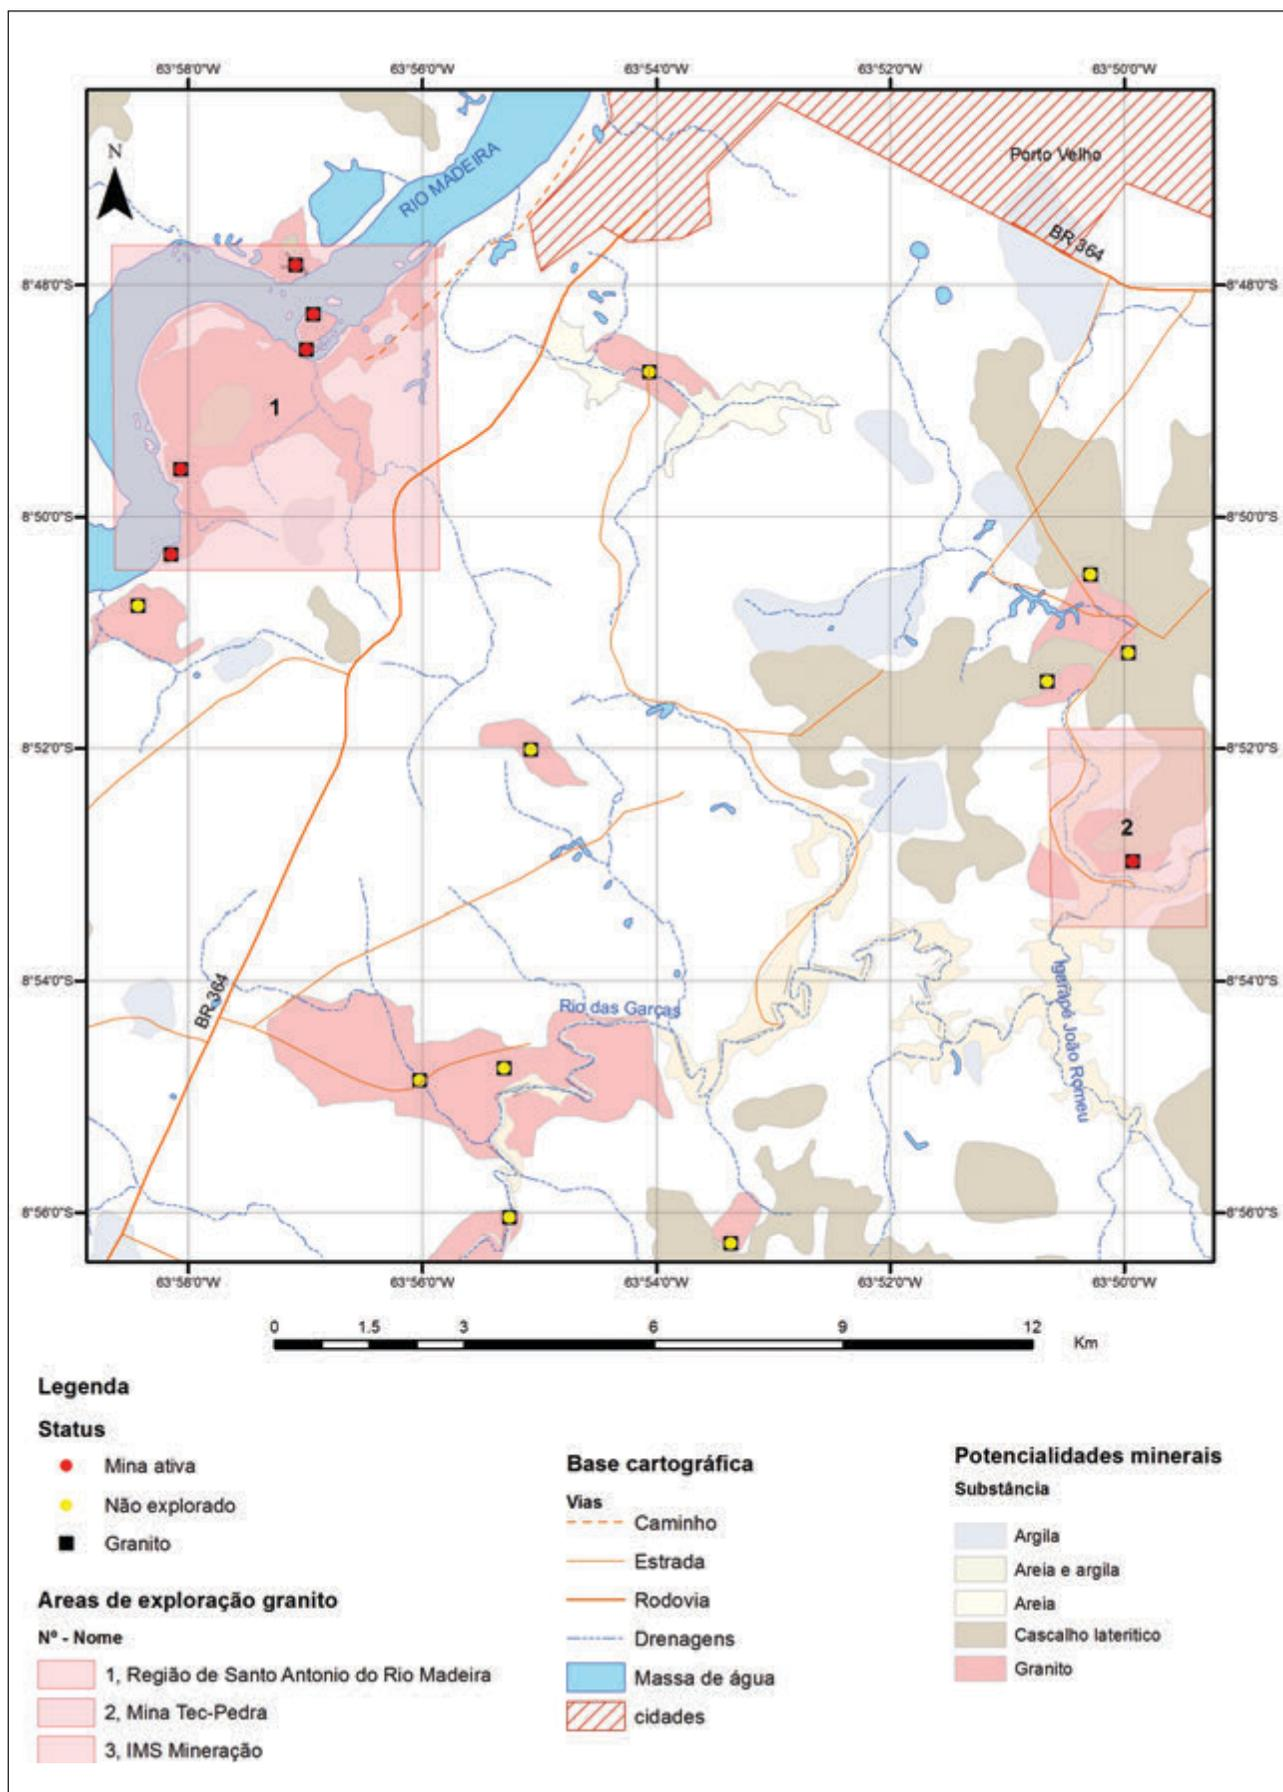 63°58'0"W 63°56'0"W 63°54'0"W 63°52'0"W 63°50'0"W
N
RIO MADEIRA
Porto Velho
BR 364
8°48'0"S 8°48'0"S
1
8°50'0"S 8°50'0"S
8°52'0"S 8°52'0"S
2
8°54'0"S 8°54'0"S
BR 364
Rio das Garças
Igarapé João Romeu
8°56'0"S 8°56'0"S
63°58'0"W 63°56'0"W 63°54'0"W 63°52'0"W 63°50'0"W
0 1.5 3 6 9 12
Km
Legenda
Status
Mina ativa
Não explorado
Granito
Areas de exploração granito
Nº - Nome
1, Região de Santo Antonio do Rio Madeira
2, Mina Tec-Pedra
3, IMS Mineração
Base cartográfica
Vias
Caminho
Estrada
Rodovia
Drenagens
Massa de água
cidades
Potencialidades minerais
Substância
Argila
Areia e argila
Areia
Cascalho lateritico
Granito